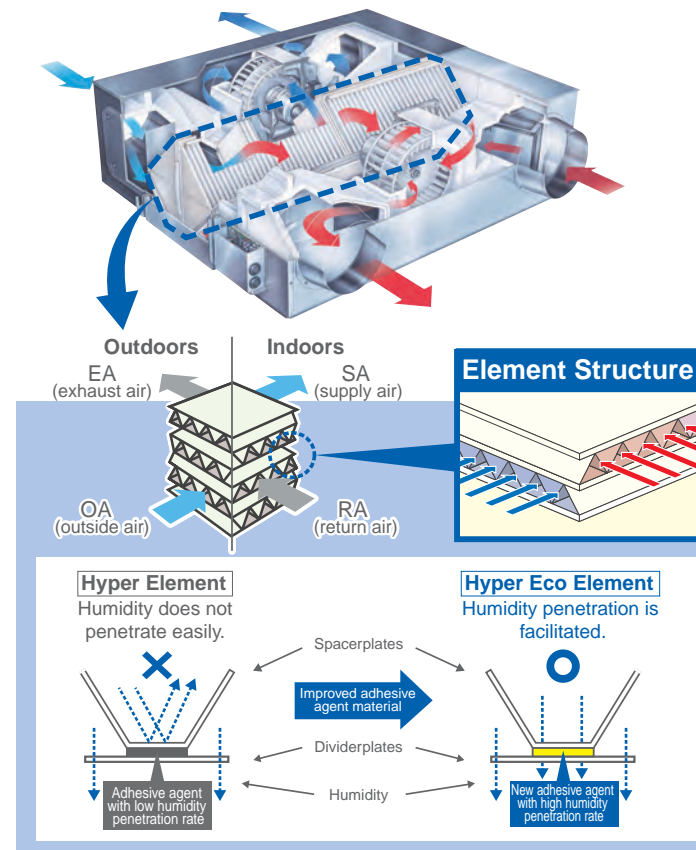 Outdoors
Indoors
EA
(exhaust air)
SA
(supply air)
OA
(outside air)
RA
(return air)
Element Structure
Hyper Element
Humidity does not
penetrate easily.
Hyper Eco Element
Humidity penetration is
facilitated.
Spacerplates
Improved adhesive
agent material
Dividerplates
Humidity
Adhesive agent
with low humidity
penetration rate
New adhesive agent
with high humidity
penetration rate